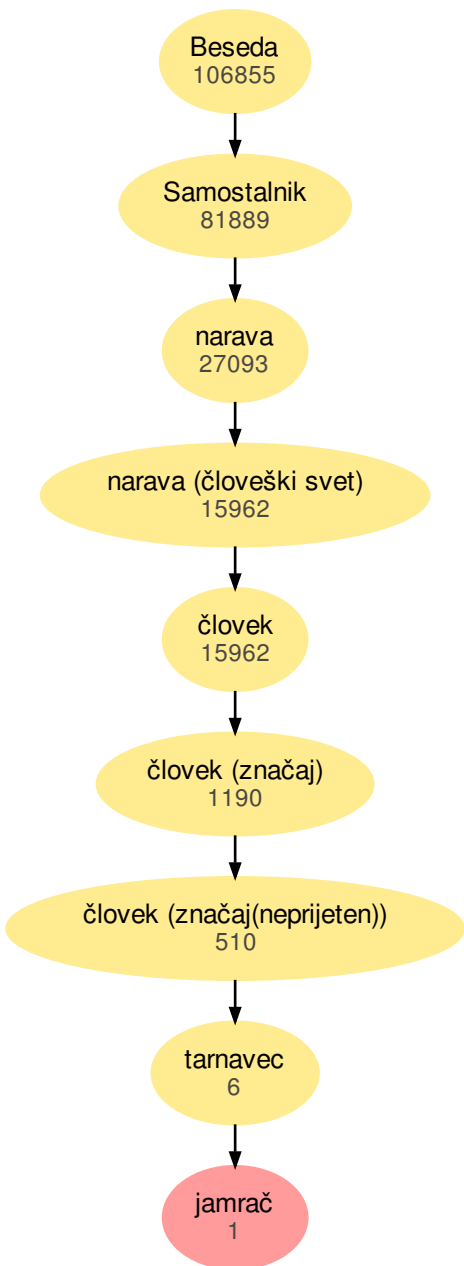 Beseda
106855
Samostalnik
81889
narava
27093
narava (človeški svet)
15962
človek
15962
človek (značaj)
1190
človek (značaj(neprijeten))
510
tarnavec
6
jamrač
1